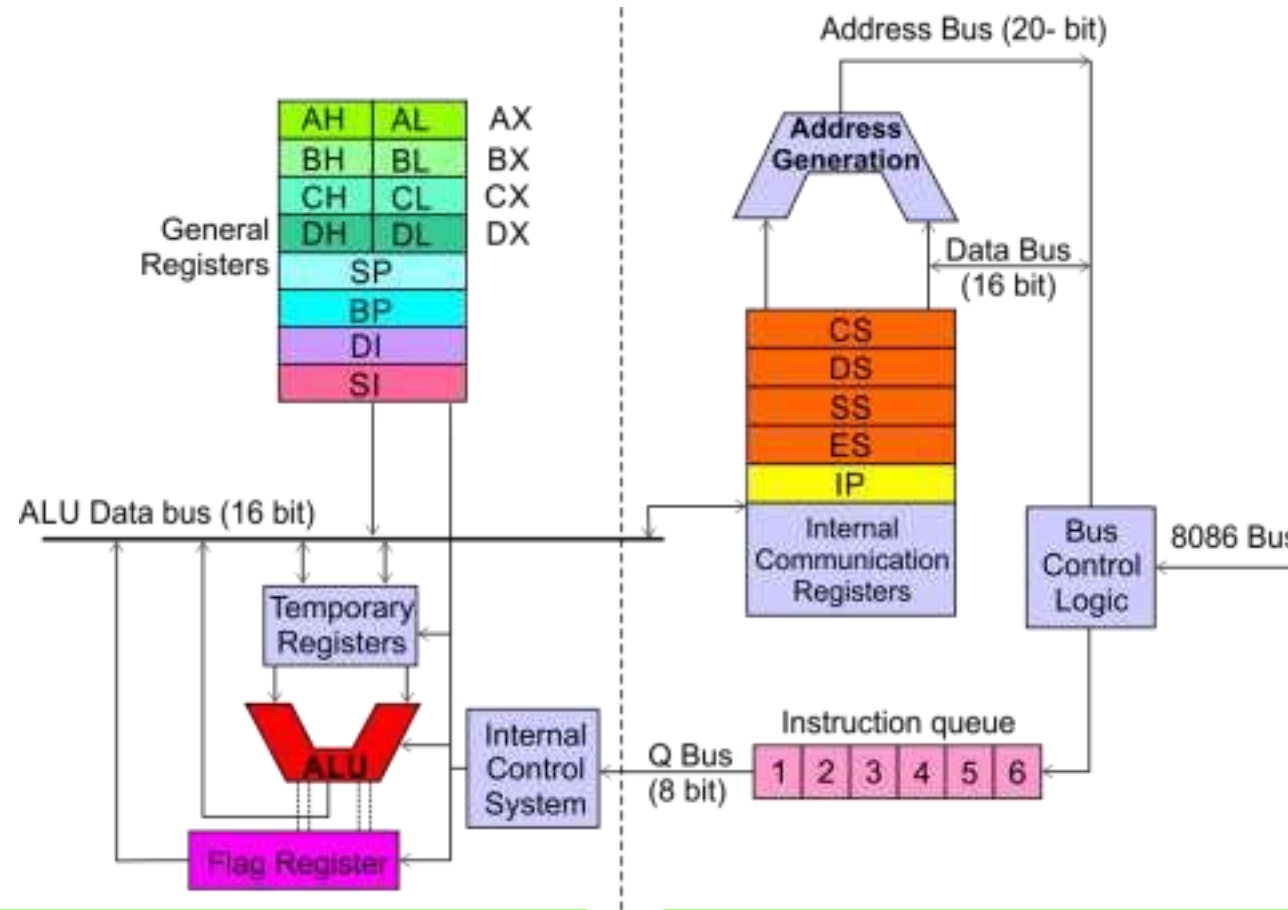 Address Bus (20- bit)
AH AL AX
BH BL BX
CH CL CX
DH DL DX
General
Registers
SP
BP
DI
SI
Address
Generation
Data Bus
(16 bit)
CS
DS
SS
ES
IP
Internal
Communication
Registers
Bus
Control
Logic
8086 Bus
ALU Data bus (16 bit)
Temporary
Registers
ALU
Internal
Control
System
Flag Register
Q Bus
(8 bit)
Instruction queue
1 2 3 4 5 6